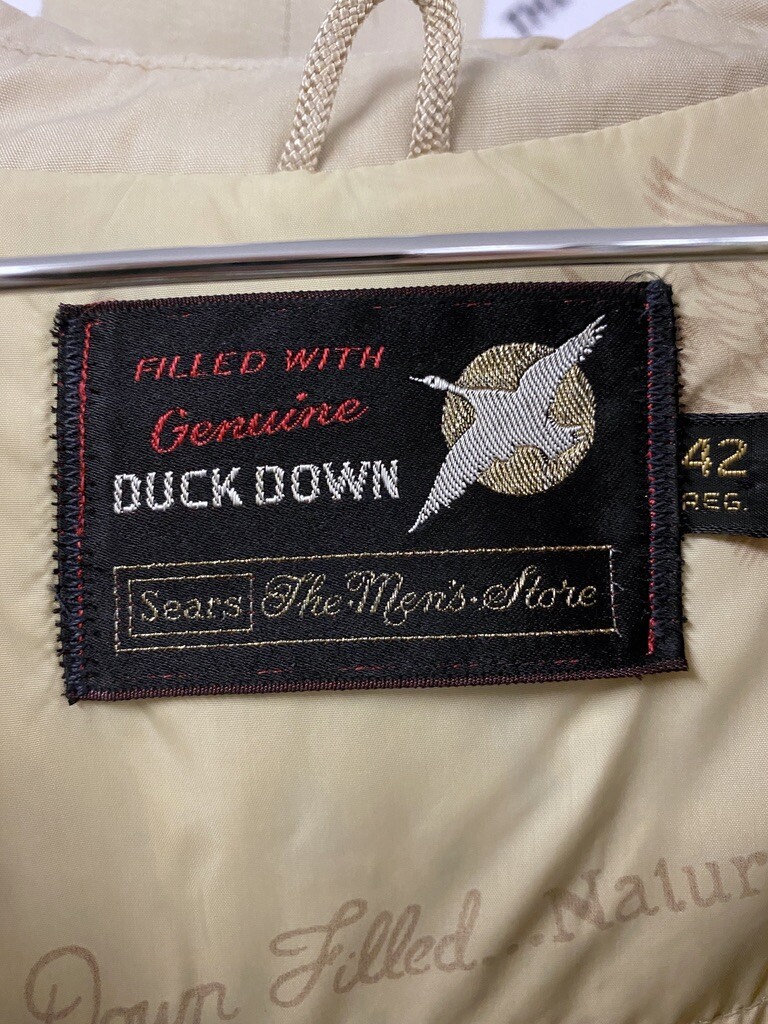 FILLED WITH
Genuine
DUCK DOWN
Sears The Men's Store
42
REG.
Down Filled...Natur